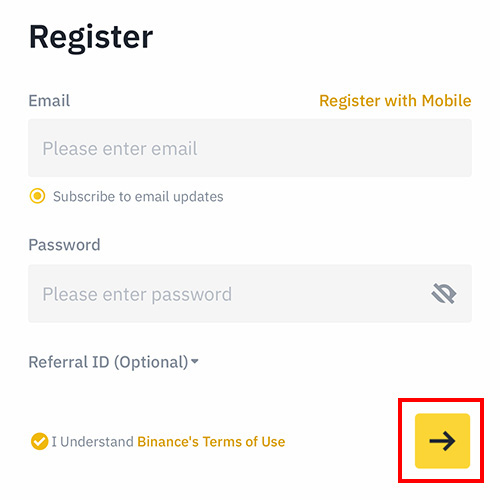 Register
Email Register with Mobile
Please enter email
Subscribe to email updates
Password
Please enter password
Referral ID (Optional)
I Understand Binance's Terms of Use